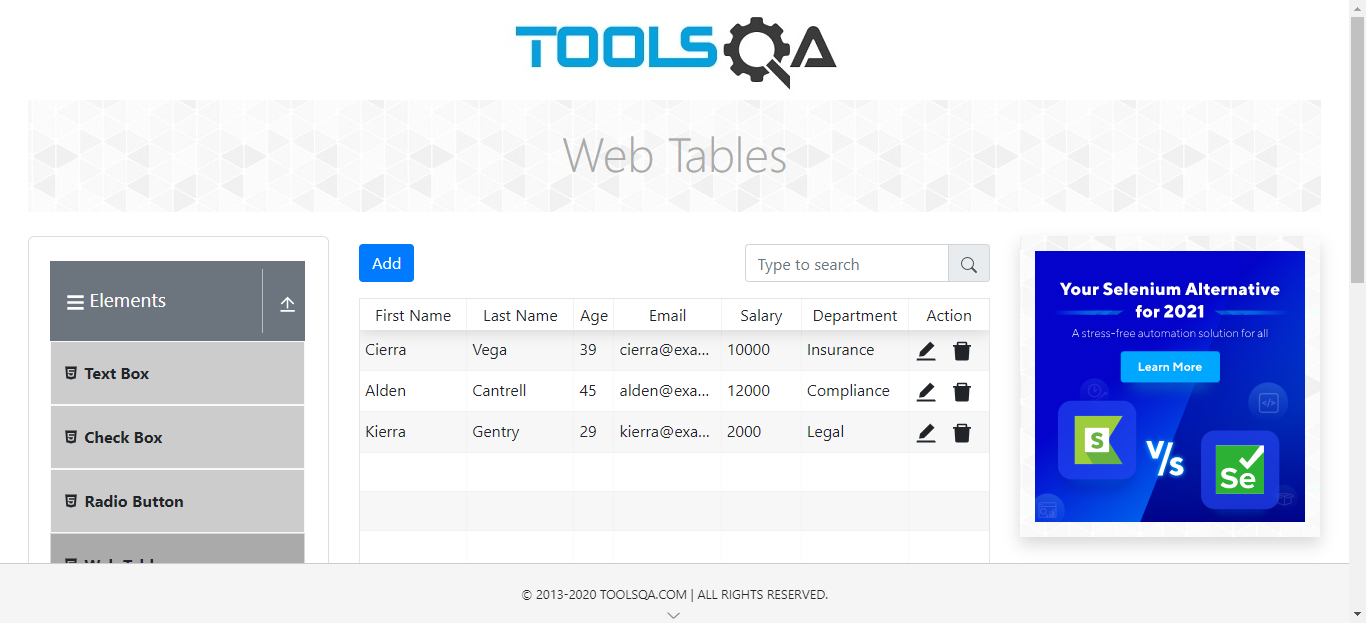 TOOLSQA
Web Tables
Elements
Text Box
Check Box
Radio Button
Add
Type to search
First Name Last Name Age Email Salary Department Action
Cierra Vega 39 cierra@exa... 10000 Insurance
Alden Cantrell 45 alden@exa... 12000 Compliance
Kierra Gentry 29 kierra@exa... 2000 Legal
Your Selenium Alternative
for 2021
A stress-free automation solution for all
Learn More
S
V/s
Se
© 2013-2020 TOOLSQA.COM | ALL RIGHTS RESERVED.